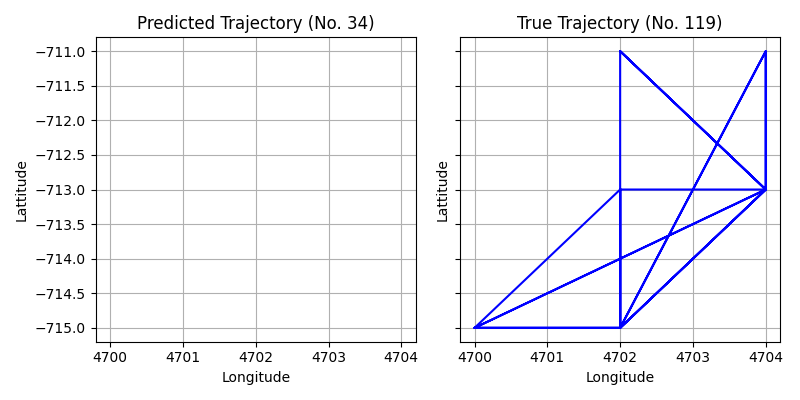 Predicted Trajectory (No. 34)
−711.0
−711.5
−712.0
−712.5
−713.0
−713.5
−714.0
−714.5
−715.0
Lattitude
4700 4701 4702 4703 4704
Longitude
True Trajectory (No. 119)
Lattitude
4700 4701 4702 4703 4704
Longitude